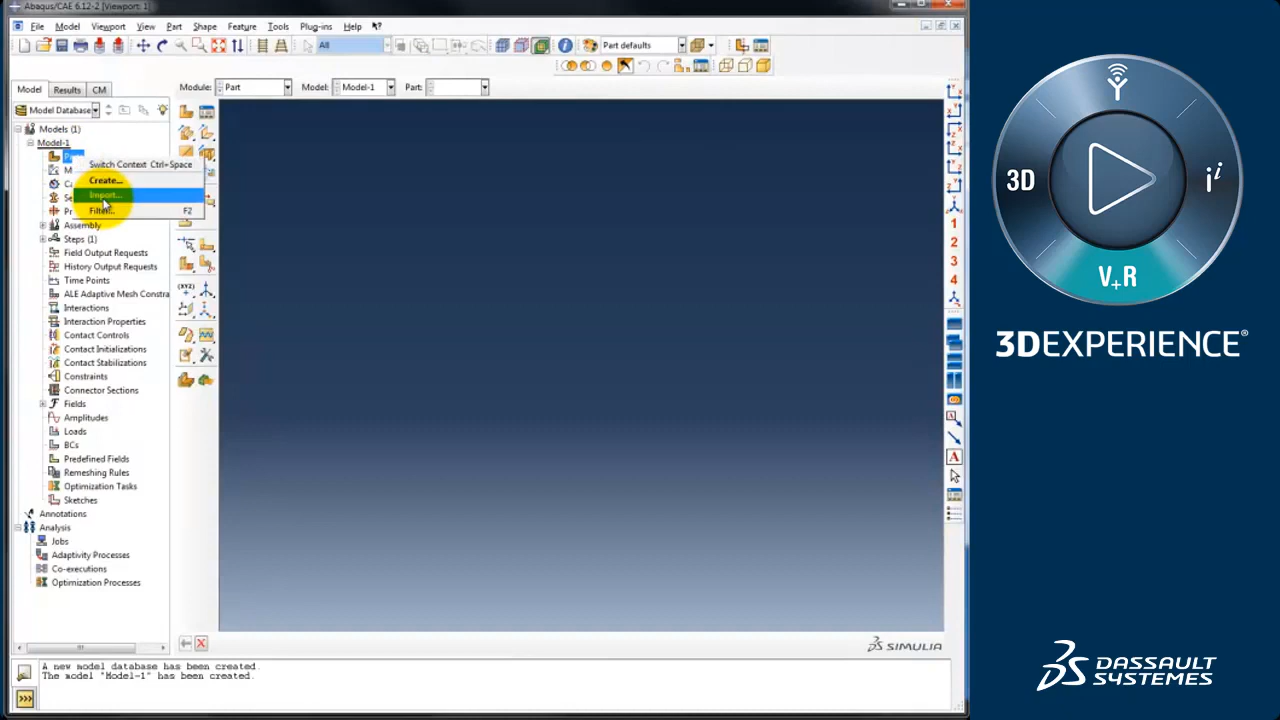 Abaqus/CAE 6.12-2 [Viewport: 1]
File Model Viewport View Part Shape Feature Tools Plug-ins Help
All
Part defaults
Model Results CM
Module: Part Model: Model-1 Part:
Model Database
Models (1)
Model-1
Switch Context Ctrl+Space
Create...
Import...
Filter... F2
Assembly
Steps (1)
Field Output Requests
History Output Requests
Time Points
ALE Adaptive Mesh Constra
Interactions
Interaction Properties
Contact Controls
Contact Initializations
Contact Stabilizations
Constraints
Connector Sections
Fields
Amplitudes
Loads
BCs
Predefined Fields
Remeshing Rules
Optimization Tasks
Sketches
Annotations
Analysis
Jobs
Adaptivity Processes
Co-executions
Optimization Processes
(XYZ)
1
2
3
4
A
SIMULIA
A new model database has been created.
The model "Model-1" has been created.
>>>
3D
i
V+R
3DEXPERIENCE®
DASSAULT
SYSTEMES